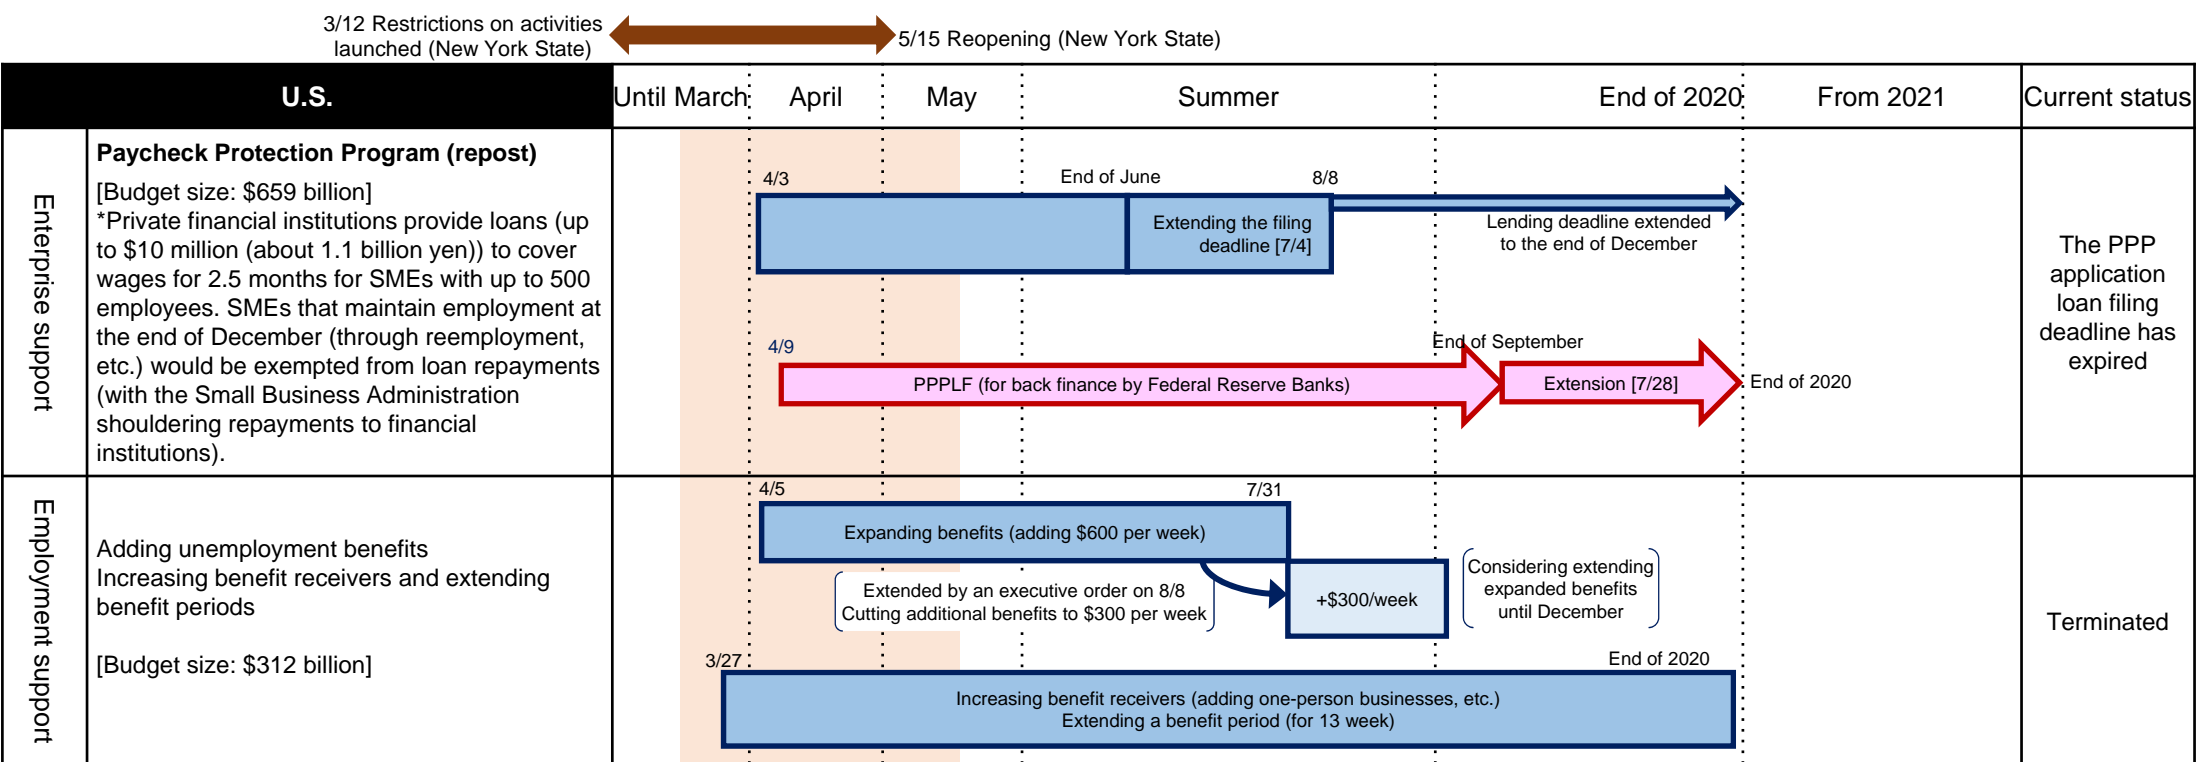 3/12 Restrictions on activities
launched (New York State)
5/15 Reopening (New York State)
U.S.
Until March
April
May
Summer
End of 2020
From 2021
Current status
Enterprise support
Paycheck Protection Program (repost)
[Budget size: $659 billion]
*Private financial institutions provide loans (up
to $10 million (about 1.1 billion yen)) to cover
wages for 2.5 months for SMEs with up to 500
employees. SMEs that maintain employment at
the end of December (through reemployment,
etc.) would be exempted from loan repayments
(with the Small Business Administration
shouldering repayments to financial
institutions).
4/3
End of June
8/8
Extending the filing
deadline [7/4]
Lending deadline extended
to the end of December
4/9
End of September
PPPLF (for back finance by Federal Reserve Banks)
Extension [7/28]
End of 2020
The PPP
application
loan filing
deadline has
expired
Employment support
Adding unemployment benefits
Increasing benefit receivers and extending
benefit periods
[Budget size: $312 billion]
4/5
7/31
Expanding benefits (adding $600 per week)
Extended by an executive order on 8/8
Cutting additional benefits to $300 per week
+$300/week
Considering extending
expanded benefits
until December
3/27
End of 2020
Increasing benefit receivers (adding one-person businesses, etc.)
Extending a benefit period (for 13 week)
Terminated